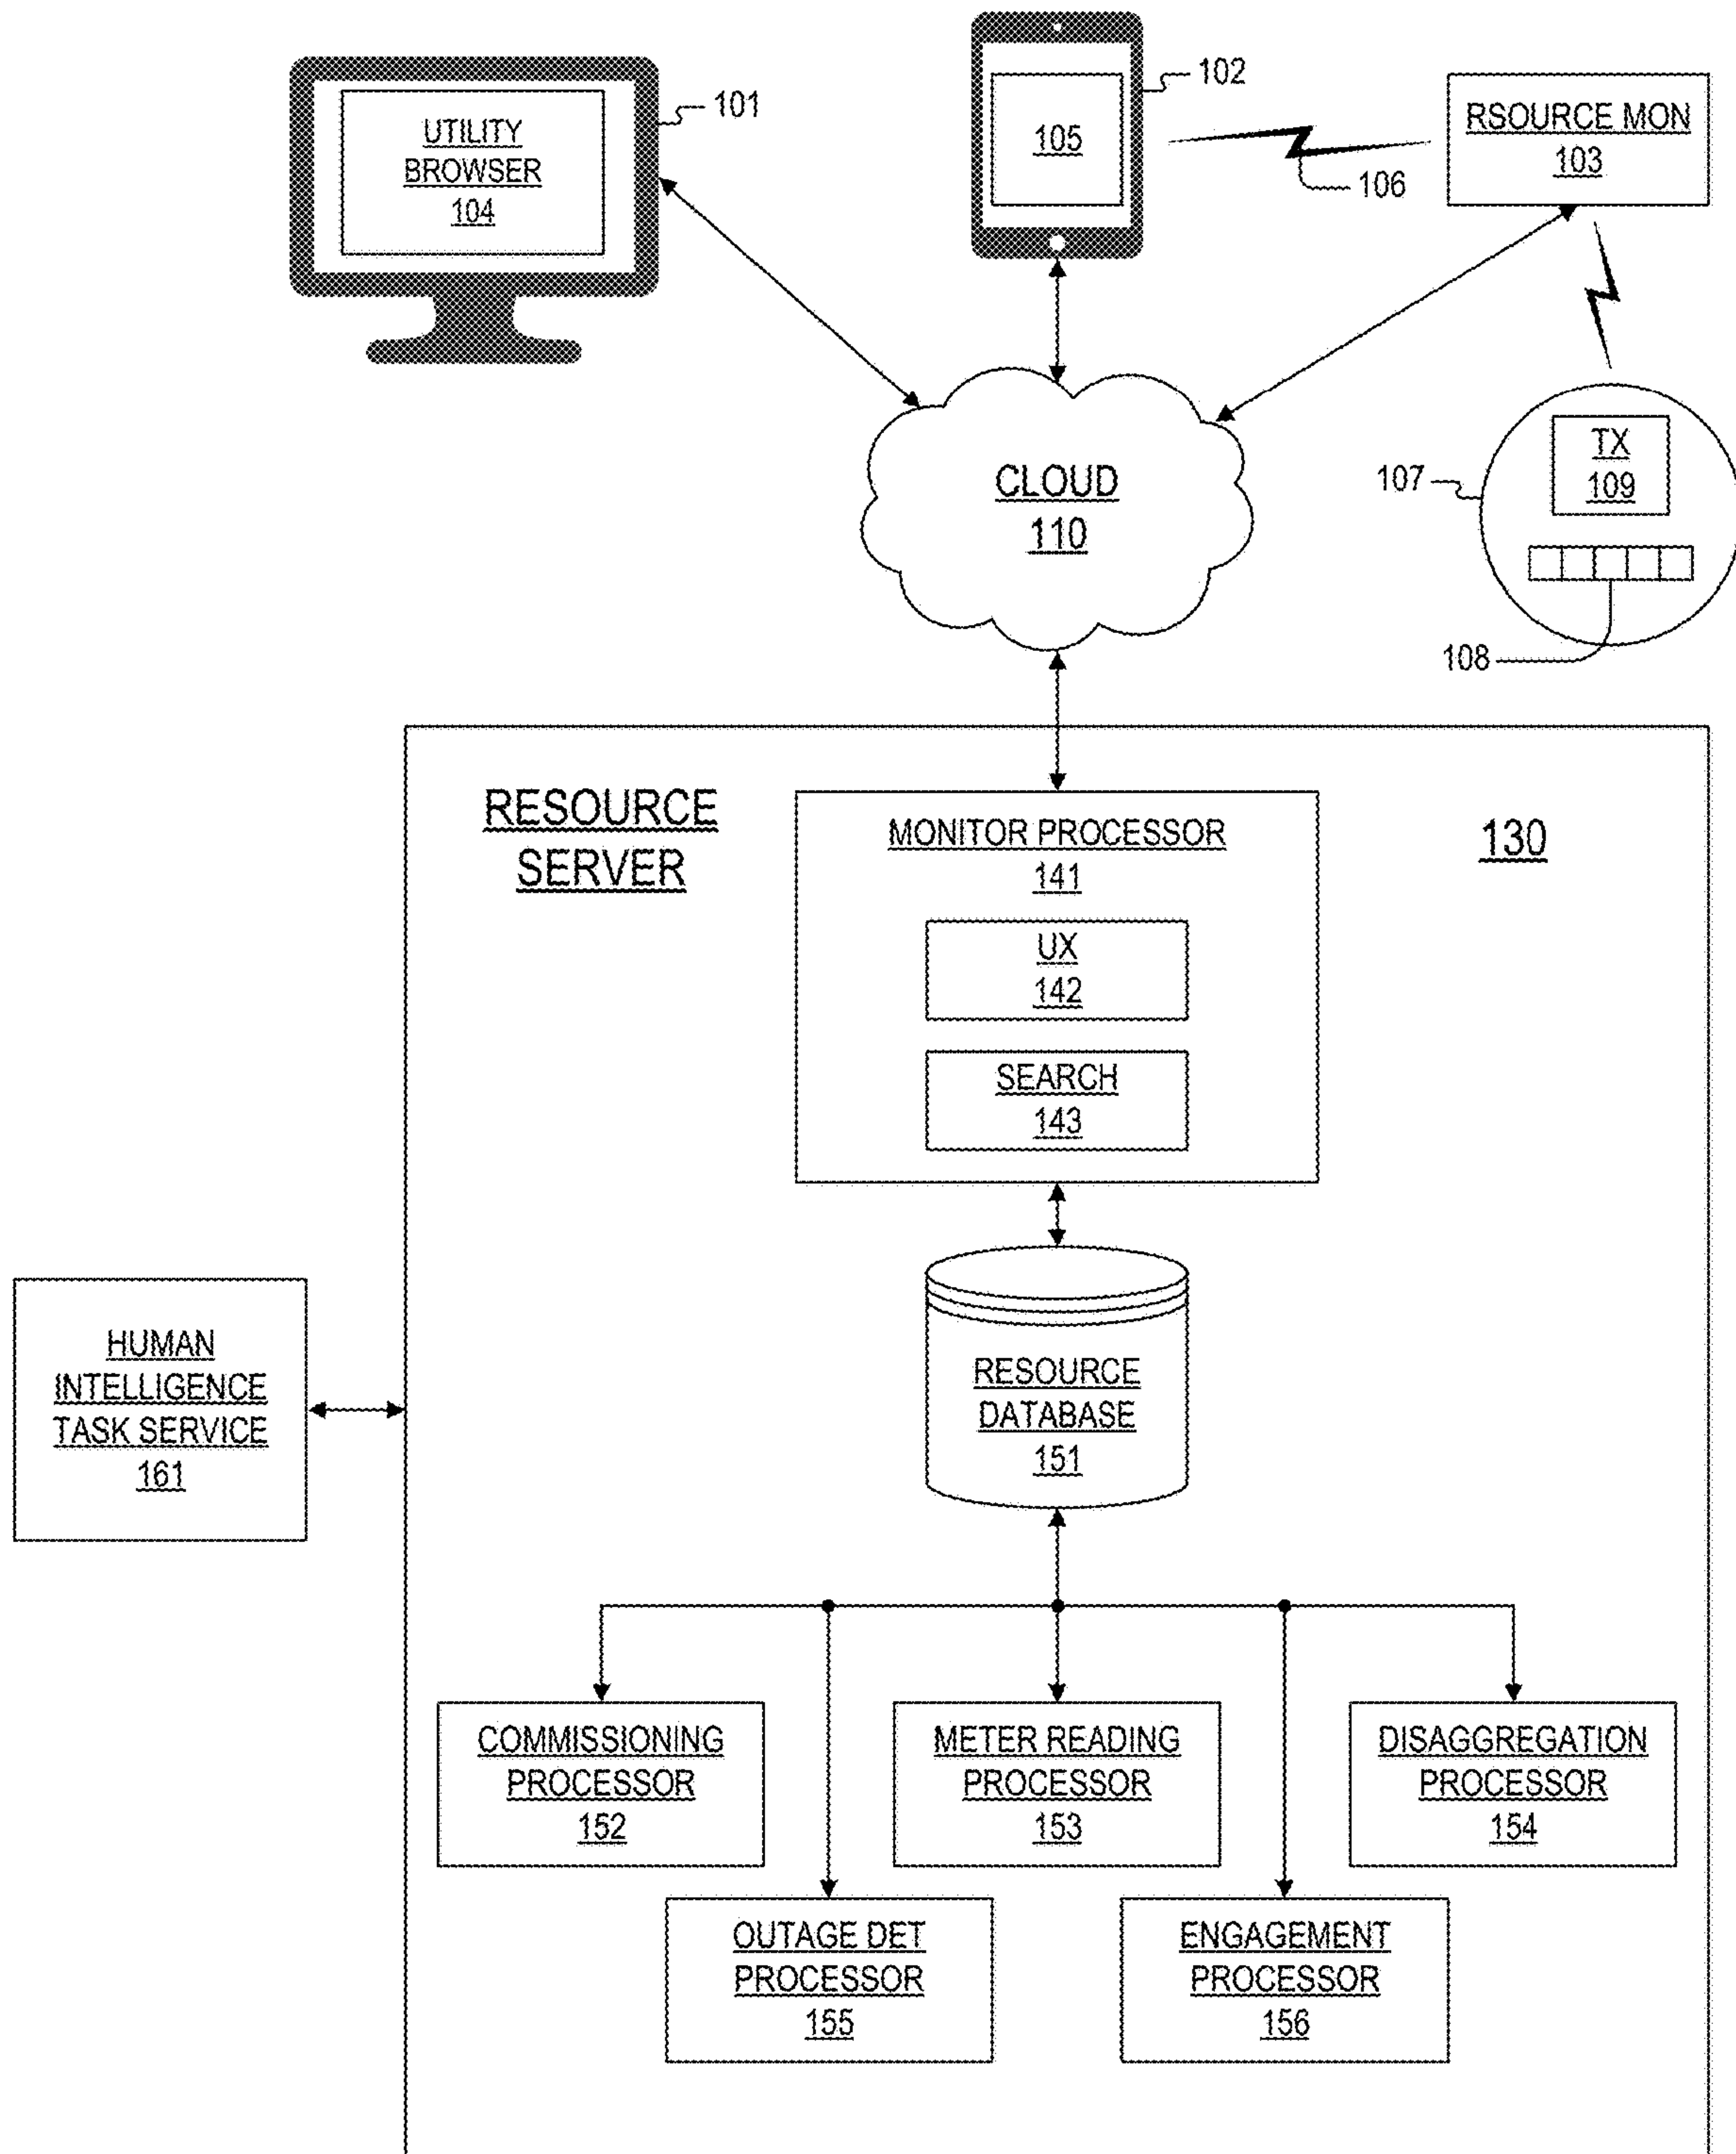 UTILITY
BROWSER
104
101
105
102
106
RSOURCE MON
103
107
TX
109
108
CLOUD
110
RESOURCE
SERVER
130
MONITOR PROCESSOR
141
UX
142
SEARCH
143
HUMAN
INTELLIGENCE
TASK SERVICE
161
RESOURCE
DATABASE
151
COMMISSIONING
PROCESSOR
152
METER READING
PROCESSOR
153
DISAGGREGATION
PROCESSOR
154
OUTAGE DET
PROCESSOR
155
ENGAGEMENT
PROCESSOR
156